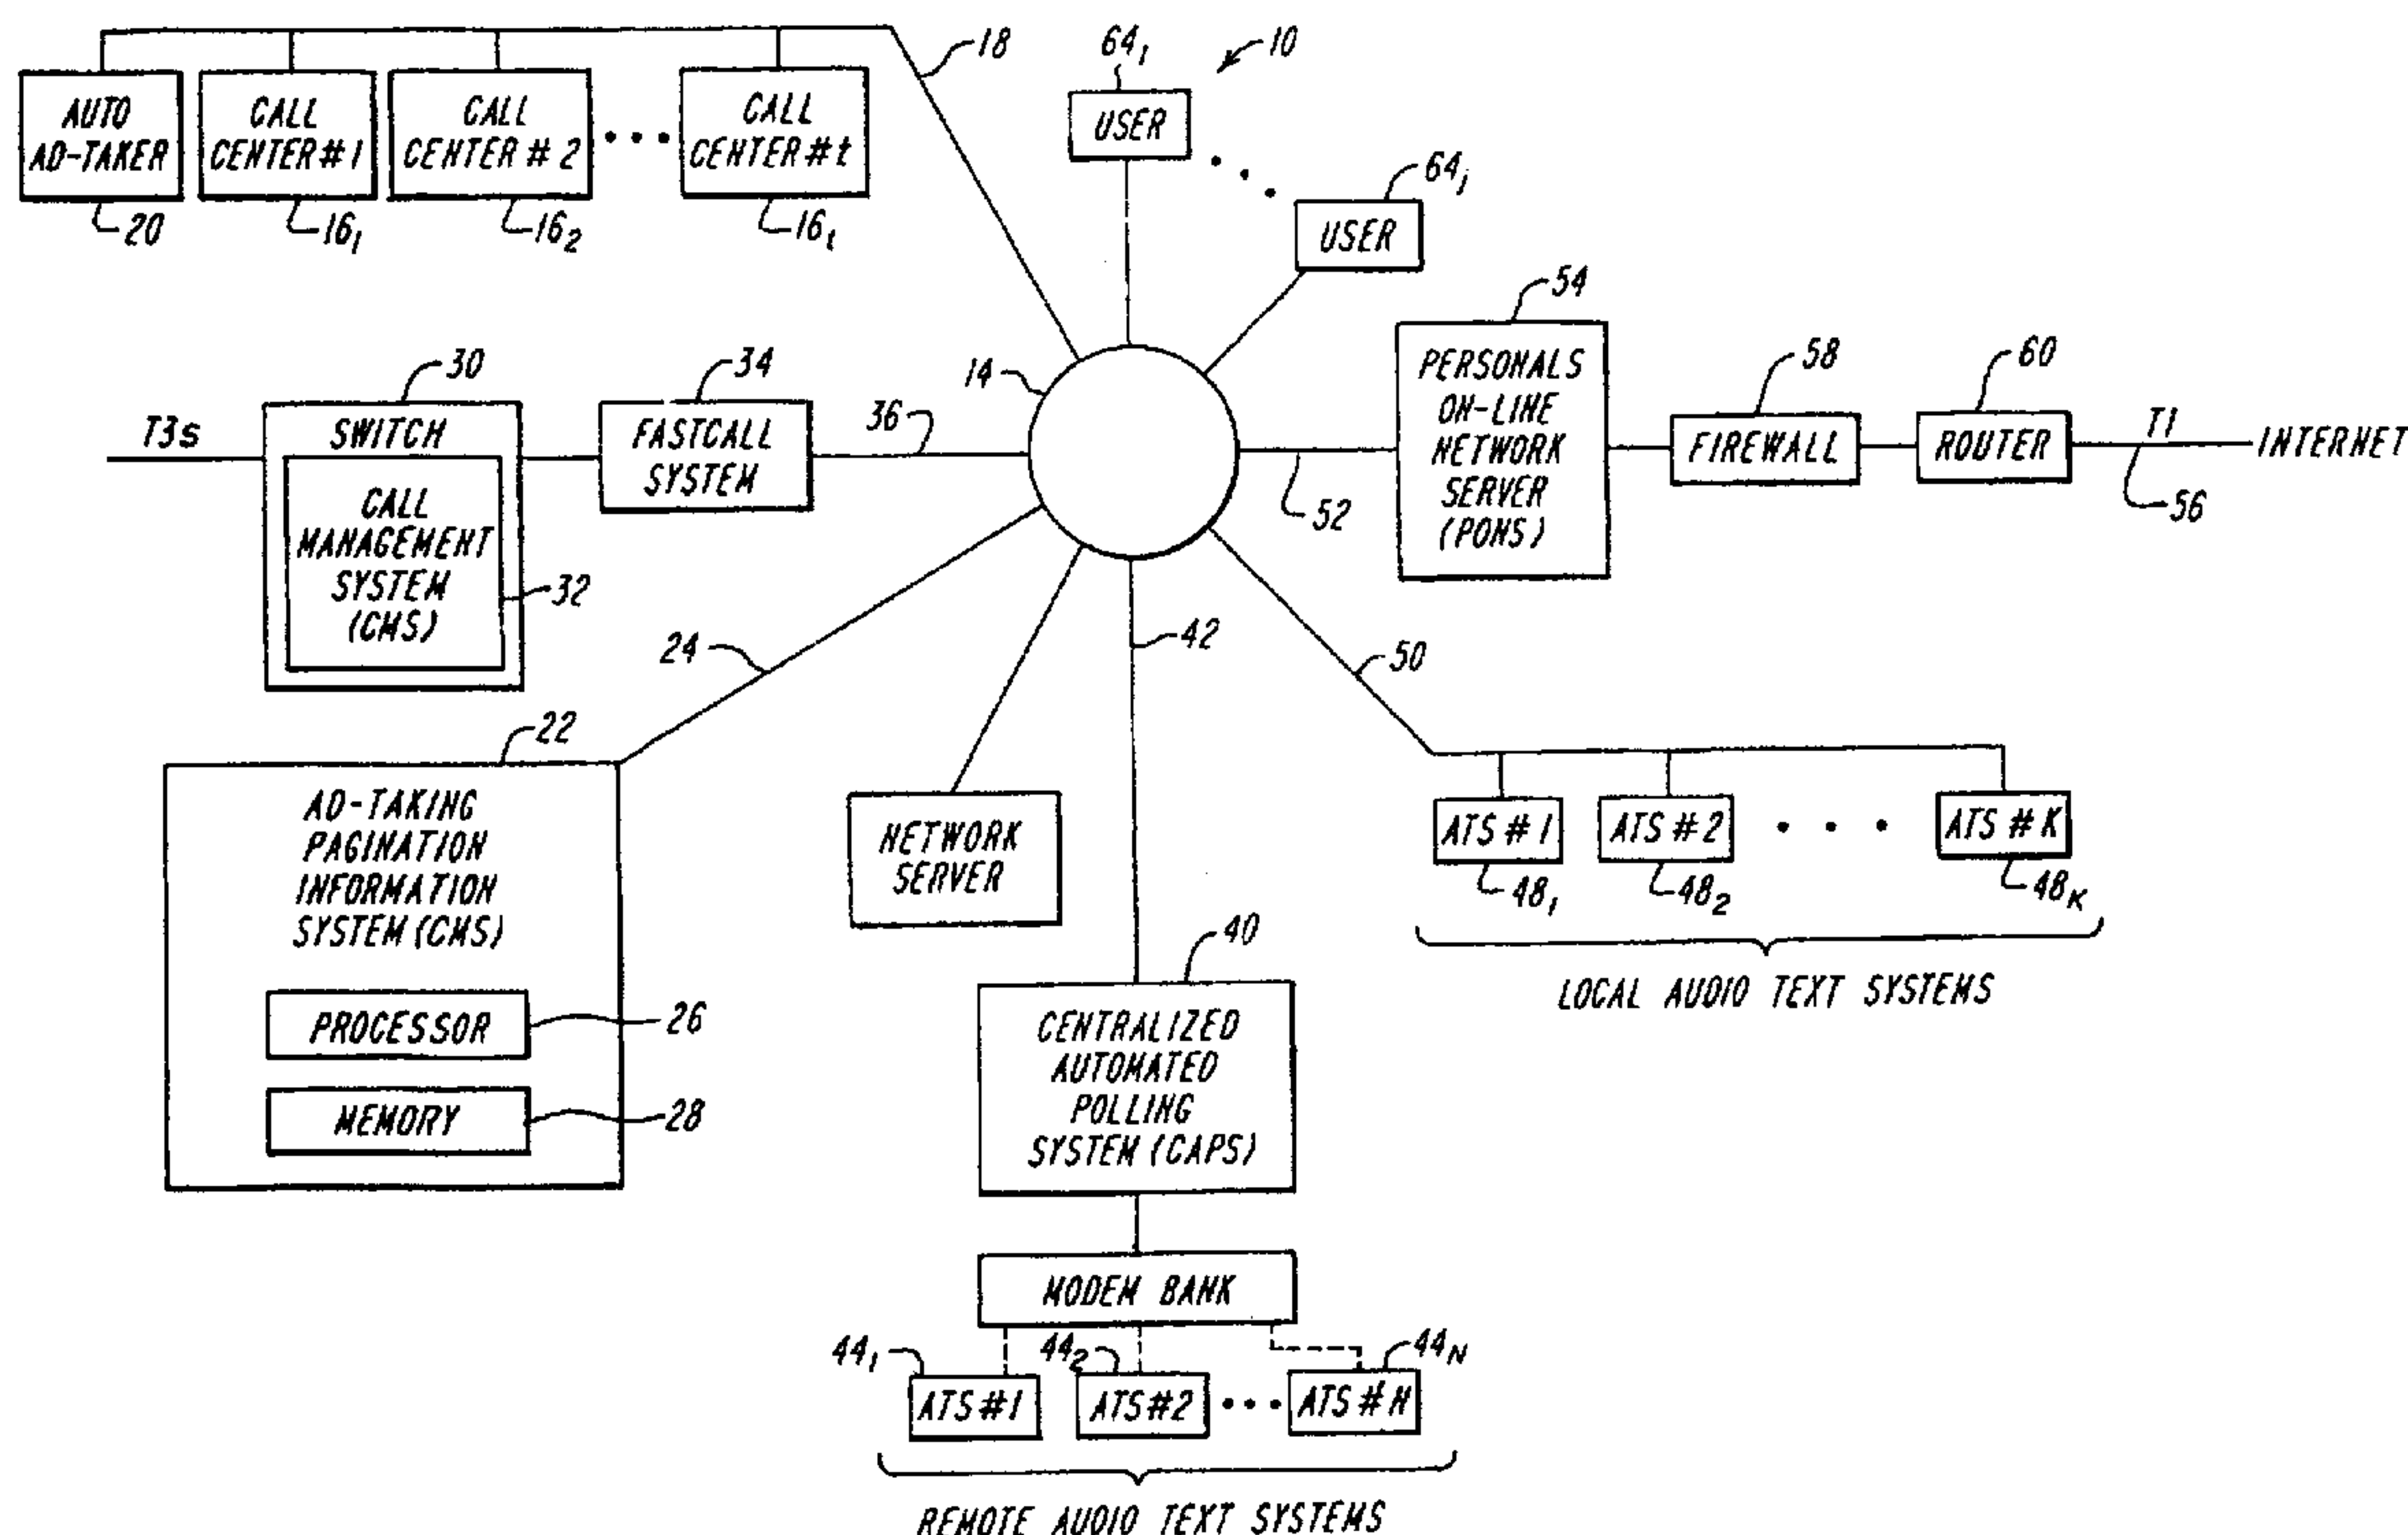 10
18
AUTO
AD-TAKER
20
CALL
CENTER #1
16₁
CALL
CENTER # 2
16₂
CALL
CENTER # t
16ₜ
64₁
USER
64ⱼ
USER
14
T3s
30
SWITCH
CALL
MANAGEMENT
SYSTEM
(CMS)
32
34
FASTCALL
SYSTEM
36
52
54
PERSONALS
ON-LINE
NETWORK
SERVER
(PONS)
58
FIREWALL
60
ROUTER
T1
56
INTERNET
24
22
AD-TAKING
PAGINATION
INFORMATION
SYSTEM (CMS)
PROCESSOR
26
MEMORY
28
NETWORK
SERVER
42
40
CENTRALIZED
AUTOMATED
POLLING
SYSTEM (CAPS)
MODEM BANK
44₁
ATS #1
44₂
ATS #2
44_N
ATS # N
REMOTE AUDIO TEXT SYSTEMS
50
ATS # 1
48₁
ATS # 2
48₂
ATS # K
48_K
LOCAL AUDIO TEXT SYSTEMS